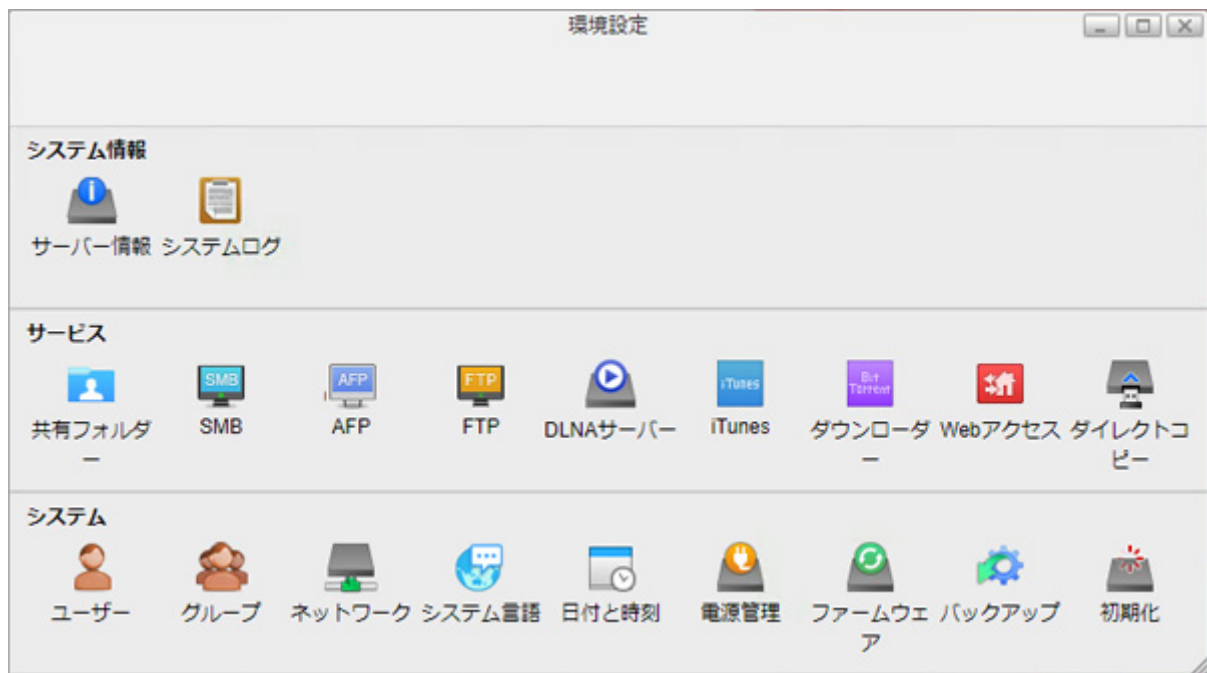 環境設定
システム情報
サーバー情報 システムログ
サービス
SMB AFP FTP iTunes Bit
Torrent
共有フォルダ
ー SMB AFP FTP DLNAサーバー iTunes ダウンローダ
ー Webアクセス ダイレクトコ
ピー
システム
ユーザー グループ ネットワーク システム言語 日付と時刻 電源管理 ファームウェ
ア バックアップ 初期化